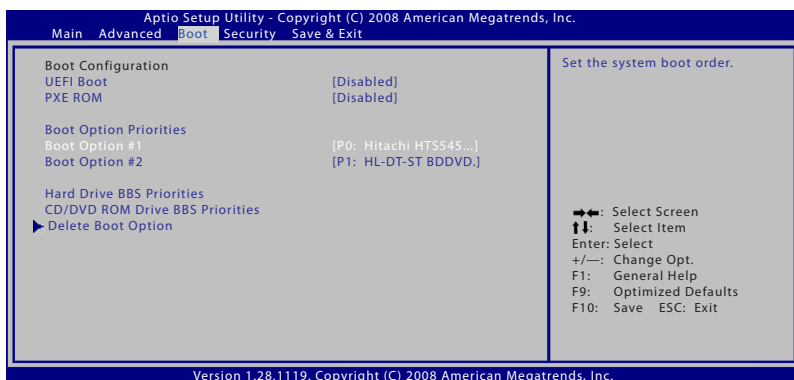 Aptio Setup Utility - Copyright (C) 2008 American Megatrends, Inc.
Main Advanced Boot Security Save & Exit
Boot Configuration
UEFI Boot [Disabled]
PXE ROM [Disabled]
Boot Option Priorities
Boot Option #1 [P0: Hitachi HTS545...]
Boot Option #2 [P1: HL-DT-ST BDDVD.]
Hard Drive BBS Priorities
CD/DVD ROM Drive BBS Priorities
Delete Boot Option
Set the system boot order.
→←: Select Screen
↑↓: Select Item
Enter: Select
+/—: Change Opt.
F1: General Help
F9: Optimized Defaults
F10: Save ESC: Exit
Version 1.28.1119. Copyright (C) 2008 American Megatrends, Inc.